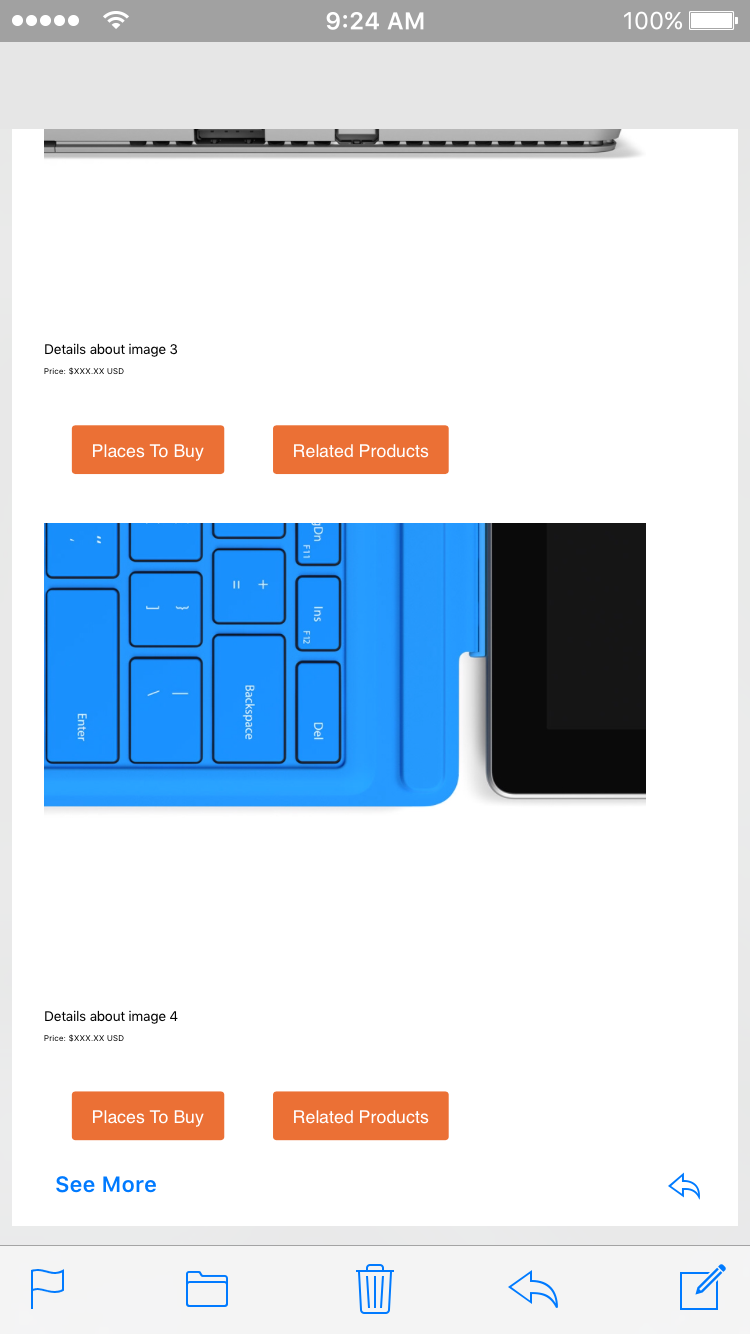 9:24 AM
100%
Details about image 3
Price: $XXX.XX USD
Places To Buy
Related Products
, "
gDn
F11
= +
] }
Ins
F12
\ |
Enter
Backspace
Del
Details about image 4
Price: $XXX.XX USD
Places To Buy
Related Products
See More